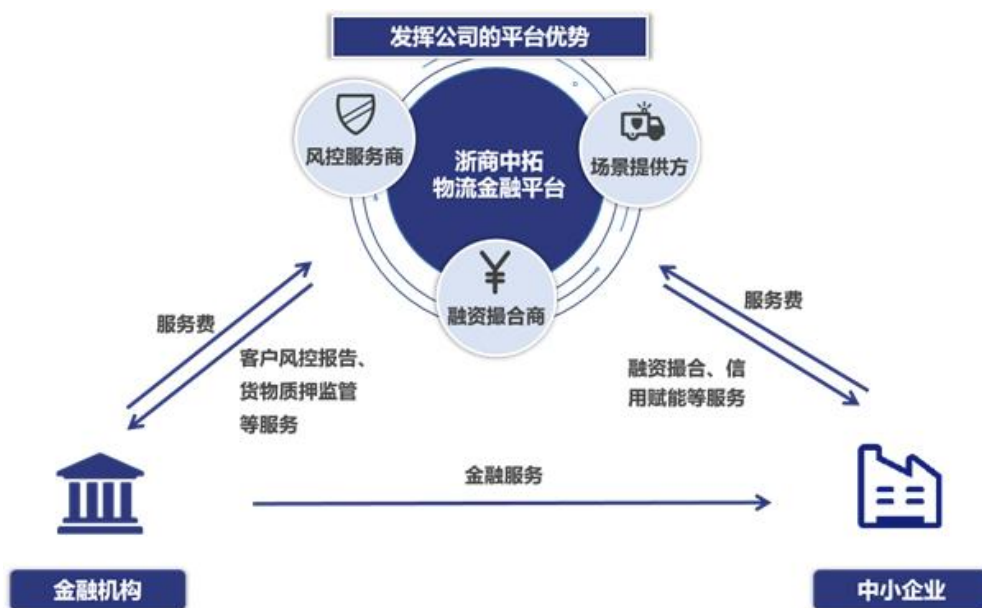 发挥公司的平台优势
风控服务商
场景提供方
浙商中拓
物流金融平台
¥
融资撮合商
服务费
客户风控报告、
货物质押监管
等服务
服务费
融资撮合、信
用赋能等服务
金融服务
金融机构
中小企业